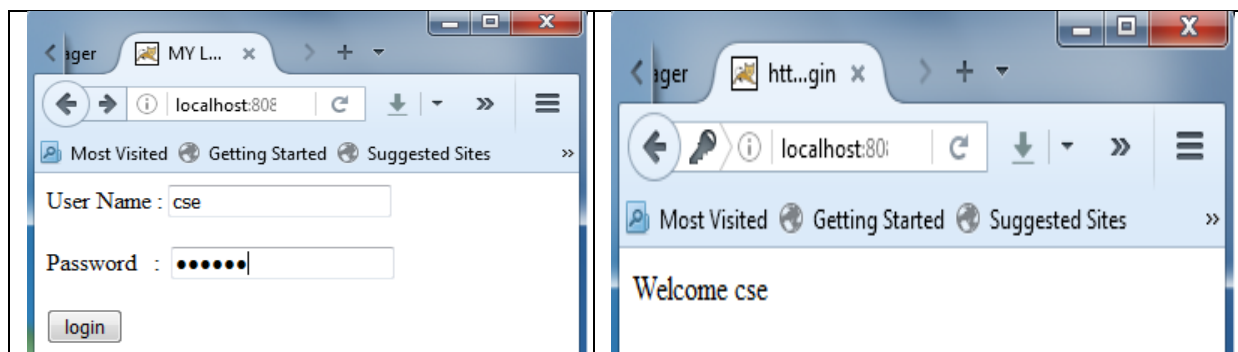 ager MY L... × + 
localhost:808
Most Visited Getting Started Suggested Sites »
User Name : cse
Password : ●●●●●●
login
ager htt...gin × +
localhost:80
Most Visited Getting Started Suggested Sites »
Welcome cse